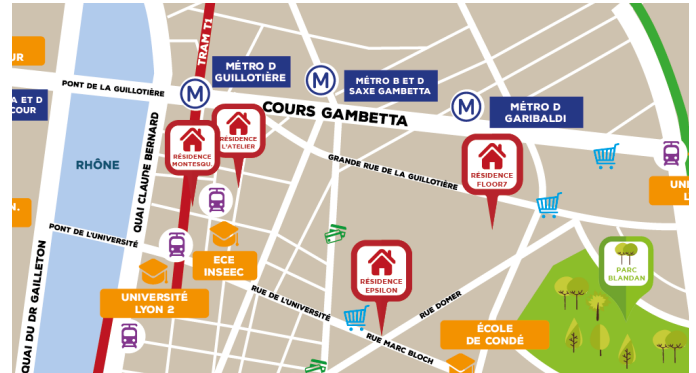 TRAM T1
UR
MÉTRO D
GUILLOTIÈRE
M
MÉTRO B ET D
SAXE GAMBETTA
M
MÉTRO D
GARIBALDI
M
PONT DE LA GUILLOTIÈRE
A ET D
COUR
COURS GAMBETTA
RÉSIDENCE
L'ATELIER
RÉSIDENCE
MONTESQU.
RHÔNE
QUAI CLAUDE BERNARD
GRANDE RUE DE LA GUILLOTIÈRE
RÉSIDENCE
FLOOR7
UNI
L
N.
PONT DE L'UNIVERSITÉ
ECE
INSEEC
PARC
BLANDAN
RÉSIDENCE
EPSILON
UNIVERSITÉ
LYON 2
RUE DE L'UNIVERSITÉ
RUE DOMER
QUAI DU DR GAILLETON
RUE MARC BLOCH
ÉCOLE
DE CONDÉ